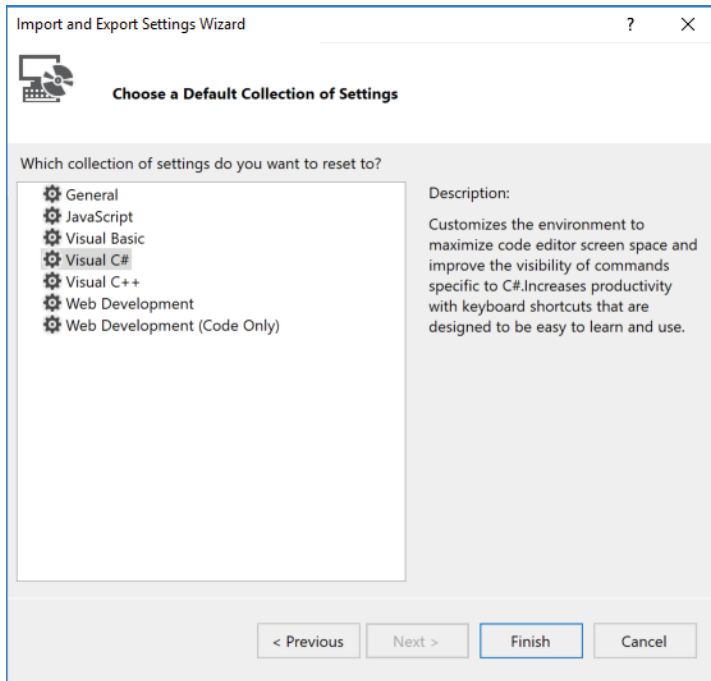 Import and Export Settings Wizard
?
Choose a Default Collection of Settings
Which collection of settings do you want to reset to?
General
JavaScript
Visual Basic
Visual C#
Visual C++
Web Development
Web Development (Code Only)
Description:
Customizes the environment to
maximize code editor screen space and
improve the visibility of commands
specific to C#.Increases productivity
with keyboard shortcuts that are
designed to be easy to learn and use.
< Previous
Next >
Finish
Cancel